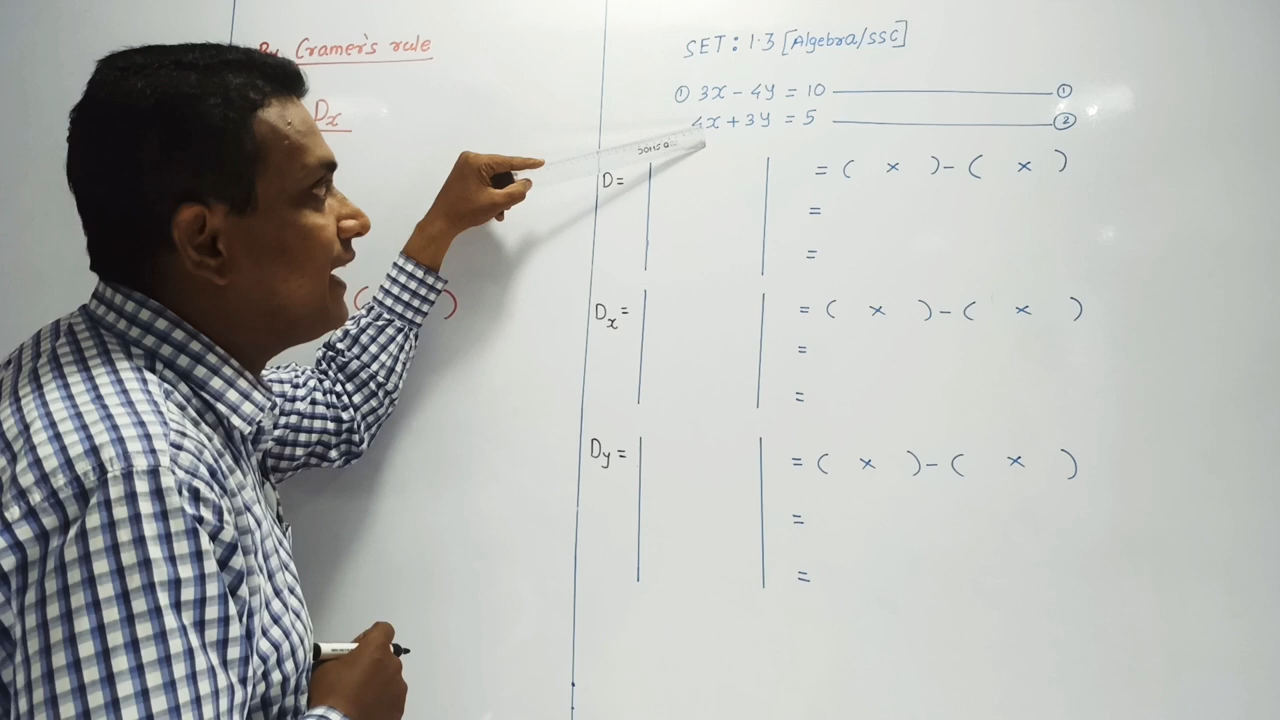 By Cramer's rule
Dx
( )
SET: 1.3 [Algebra/SSC]
① 3x - 4y = 10 ①
4x + 3y = 5 ②
D= | | = ( × ) - ( × )
=
=
Dx = | | = ( × ) - ( × )
=
=
Dy = | | = ( × ) - ( × )
=
=